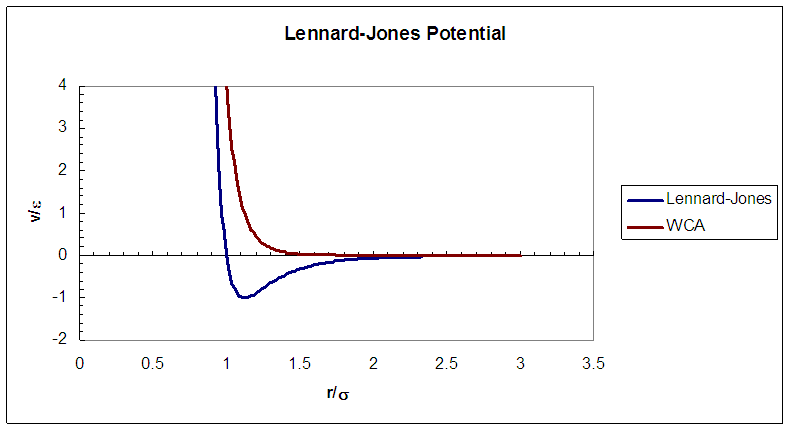 Lennard-Jones Potential
4
3
2
1
0
-1
-2
v/ε
0 0.5 1 1.5 2 2.5 3 3.5
r/σ
Lennard-Jones
WCA